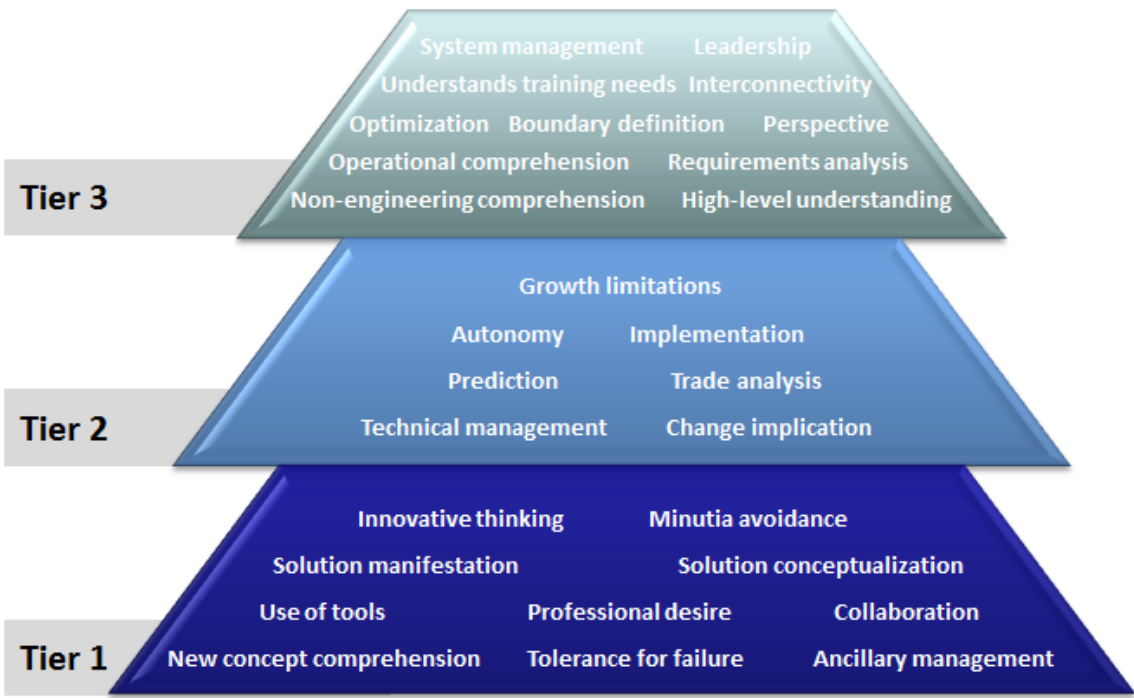 System management Leadership
Understands training needs Interconnectivity
Optimization Boundary definition Perspective
Operational comprehension Requirements analysis
Tier 3
Non-engineering comprehension High-level understanding
Growth limitations
Autonomy Implementation
Prediction Trade analysis
Tier 2
Technical management Change implication
Innovative thinking Minutia avoidance
Solution manifestation Solution conceptualization
Use of tools Professional desire Collaboration
Tier 1
New concept comprehension Tolerance for failure Ancillary management